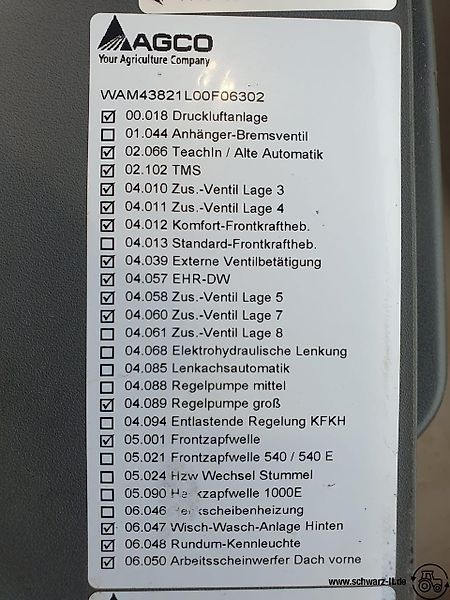 AGCO
Your Agriculture Company
WAM43821L00F06302
☑ 00.018 Druckluftanlage
☐ 01.044 Anhänger-Bremsventil
☑ 02.066 TeachIn / Alte Automatik
☑ 02.102 TMS
☑ 04.010 Zus.-Ventil Lage 3
☑ 04.011 Zus.-Ventil Lage 4
☑ 04.012 Komfort-Frontkraftheb.
☐ 04.013 Standard-Frontkraftheb.
☑ 04.039 Externe Ventilbetätigung
☑ 04.057 EHR-DW
☑ 04.058 Zus.-Ventil Lage 5
☑ 04.060 Zus.-Ventil Lage 7
☐ 04.061 Zus.-Ventil Lage 8
☐ 04.068 Elektrohydraulische Lenkung
☐ 04.085 Lenkachsautomatik
☐ 04.088 Regelpumpe mittel
☑ 04.089 Regelpumpe groß
☐ 04.094 Entlastende Regelung KFKH
☑ 05.001 Frontzapfwelle
☐ 05.021 Frontzapfwelle 540 / 540 E
☐ 05.024 Hzw Wechsel Stummel
☐ 05.090 Heckzapfwelle 1000E
☐ 06.046 Heckscheibenheizung
☑ 06.047 Wisch-Wasch-Anlage Hinten
☑ 06.048 Rundum-Kennleuchte
☑ 06.050 Arbeitsscheinwerfer Dach vorne
www.schwarz-lt.de